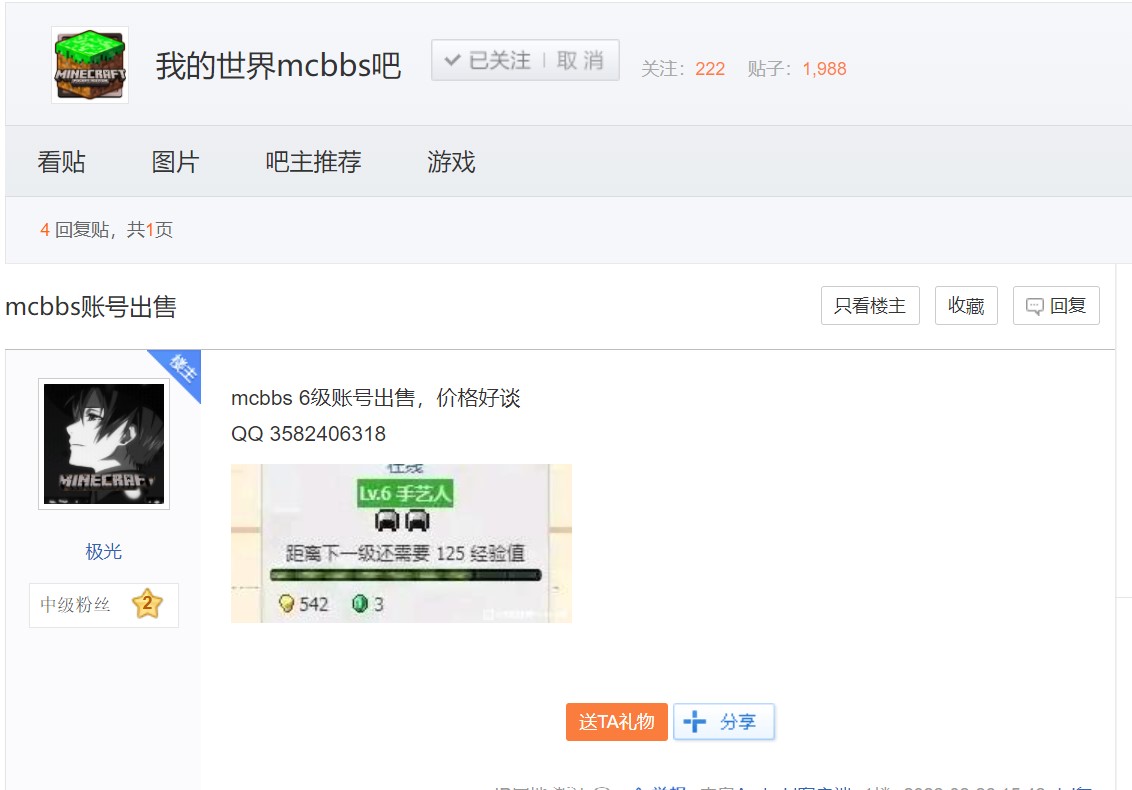 我的世界mcbbs吧
已关注 | 取消
关注：222 贴子：1,988
MINECRAFT
看贴 图片 吧主推荐 游戏
4 回复贴，共1页
mcbbs账号出售
只看楼主 收藏 回复
楼主
mcbbs 6级账号出售，价格好谈
QQ 3582406318
MINECRAFT
在线
Lv.6 手艺人
距离下一级还需要 125 经验值
542 3
极光
中级粉丝 2
送TA礼物 分享